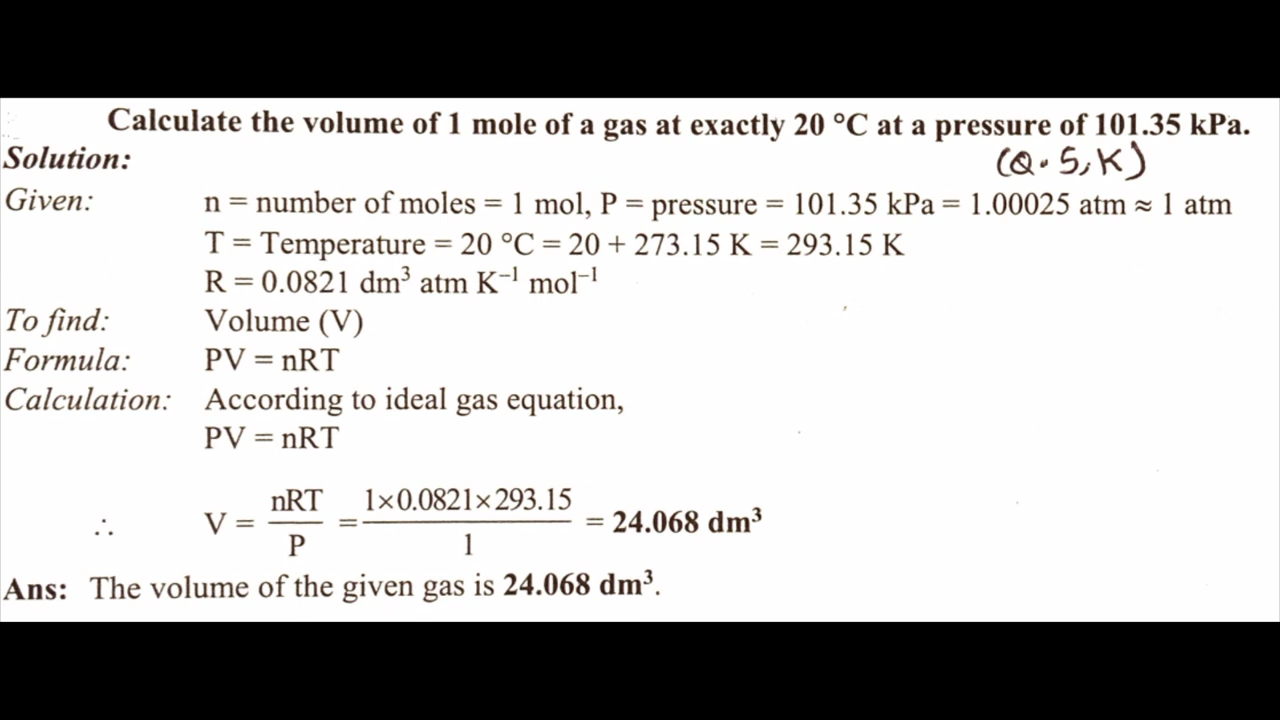 Calculate the volume of 1 mole of a gas at exactly 20 °C at a pressure of 101.35 kPa.
Solution: (Q.5,K)
Given: n = number of moles = 1 mol, P = pressure = 101.35 kPa = 1.00025 atm ≈ 1 atm
T = Temperature = 20 °C = 20 + 273.15 K = 293.15 K
R = 0.0821 dm³ atm K⁻¹ mol⁻¹
To find: Volume (V)
Formula: PV = nRT
Calculation: According to ideal gas equation,
PV = nRT
∴ V = nRT/P = 1×0.0821×293.15/1 = 24.068 dm³
Ans: The volume of the given gas is 24.068 dm³.